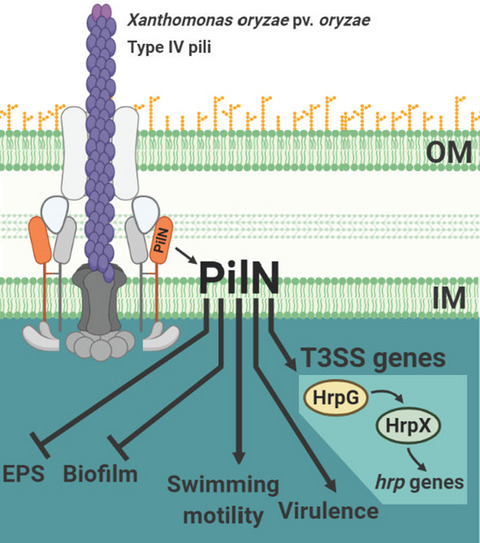 Xanthomonas oryzae pv. oryzae
Type IV pili
OM
PilN
PilN
IM
T3SS genes
HrpG
HrpX
hrp genes
EPS
Biofilm
Swimming
motility
Virulence